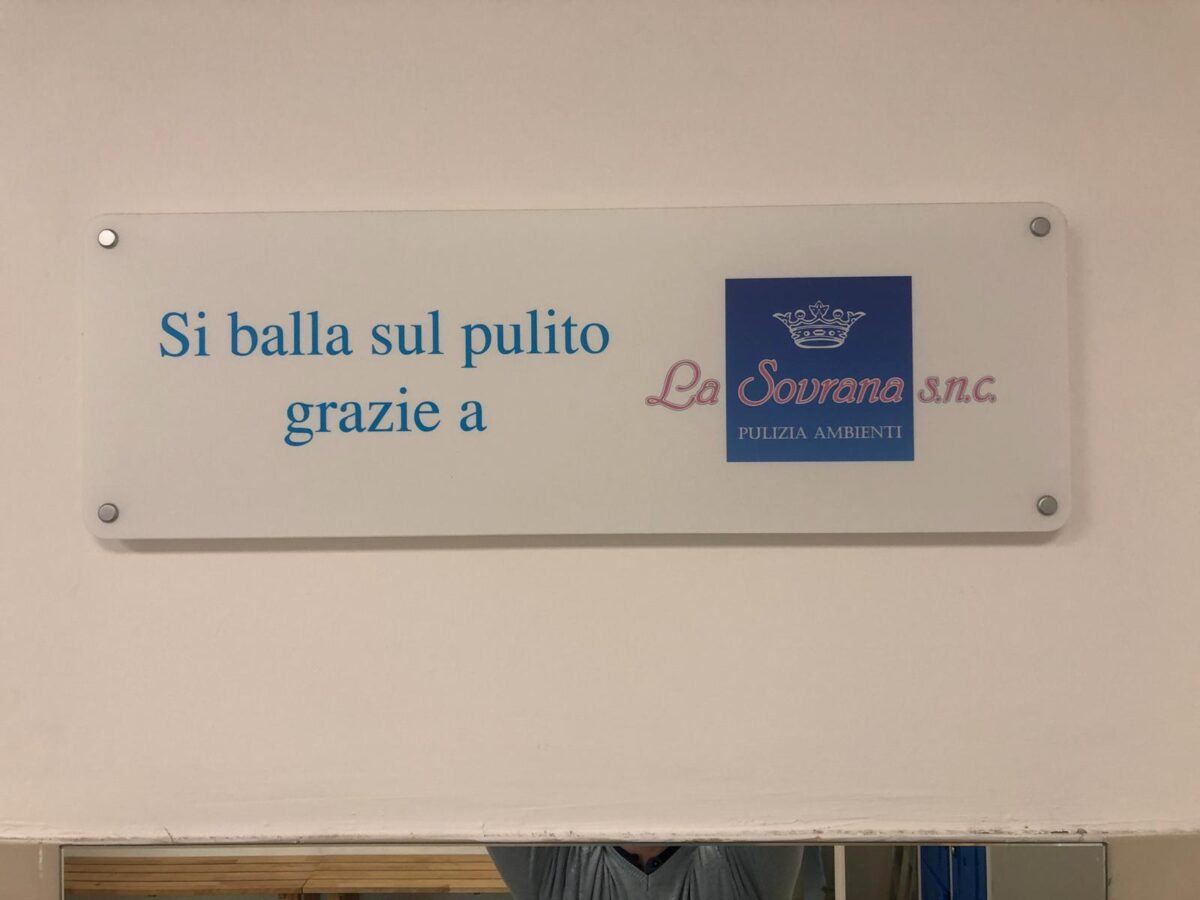 Si balla sul pulito
grazie a
La Sovrana s.n.c.
PULIZIA AMBIENTI